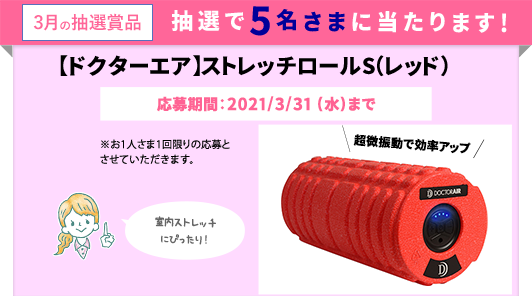 3月の抽選賞品
抽選で5名さまに当たります!
【ドクターエア】ストレッチロールS(レッド)
応募期間:2021/3/31(水)まで
※お1人さま1回限りの応募と
させていただきます。
超微振動で効率アップ
室内ストレッチ
にぴったり!
DOCTORAIR
D